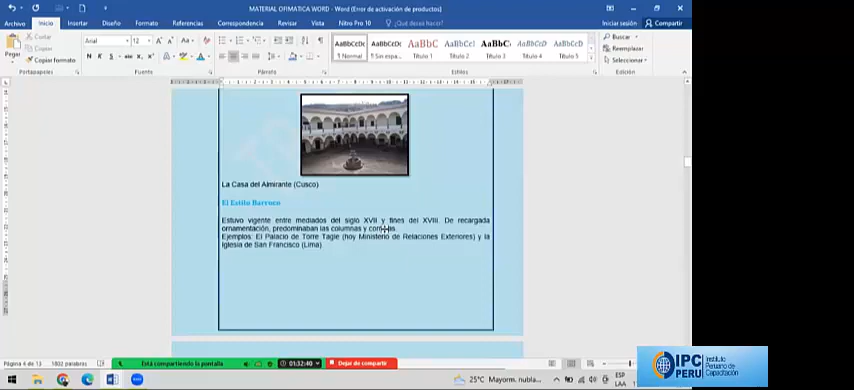 MATERIAL OFIMATICA WORD - Word (Error de activación de productos)
Iniciar sesión
Archivo Inicio Insertar Diseño Formato Referencias Correspondencia Revisar Vista Nitro Pro 10 ¿Qué desea hacer? Compartir
Pegar
Cortar
Copiar
Copiar formato
Portapapeles
Arial 12
N K S
Fuente
Párrafo
AaBbCcDc AaBbCcDc AaBbC AaBbCcl AaBbC AaBbCcD AaBbCcD
¶ Normal ¶ Sin espa... Título 1 Título 2 Título 3 Título 4 Título 5
Estilos
Buscar
Reemplazar
Seleccionar
Edición
La Casa del Almirante (Cusco)
El Estilo Barroco
Estuvo vigente entre mediados del siglo XVII y fines del XVIII. De recargada
ornamentación, predominaban las columnas y
Ejemplos: El Palacio de Torre Tagle (hoy Ministerio de Relaciones Exteriores) y la
Iglesia de San Francisco (Lima)
Página 4 de 13 1802 palabras
Está compartiendo la pantalla
01:32:40
Dejar de compartir
25°C Mayorm. nubla...
ESP
LAA
IPC
PERU
Instituto
Peruano de
Capacitación